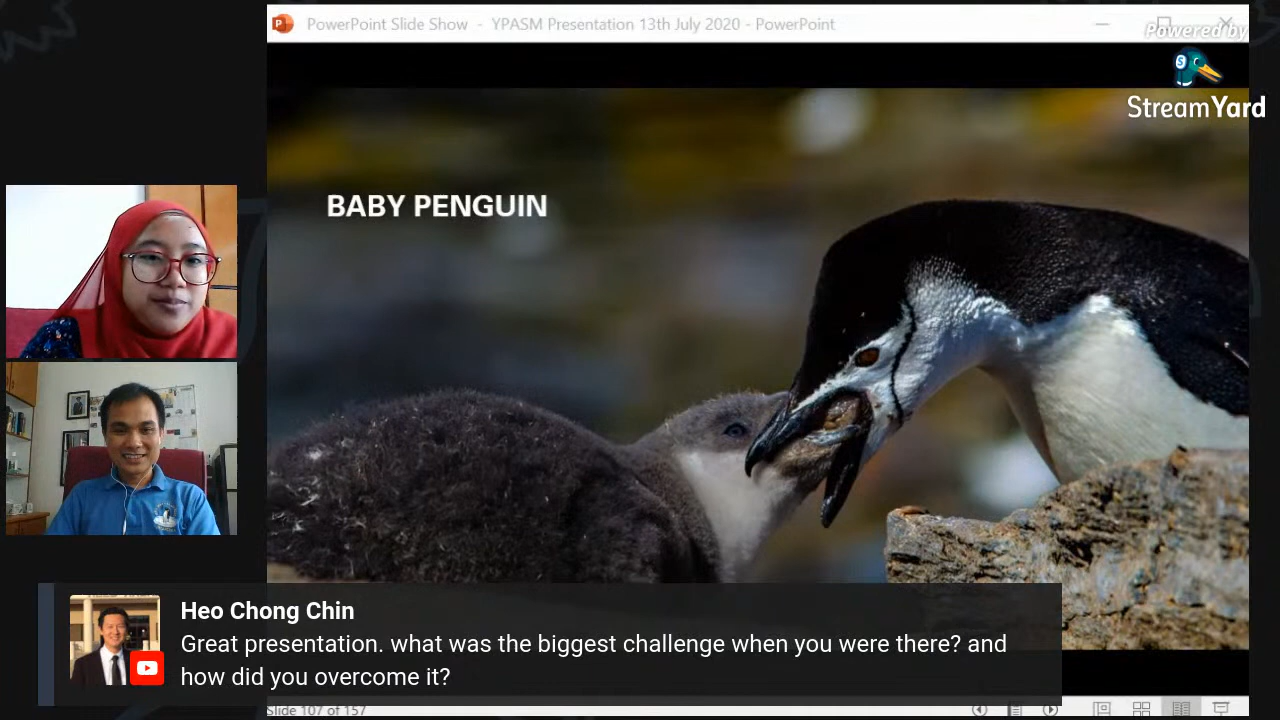 PowerPoint Slide Show - YPASM Presentation 13th July 2020 - PowerPoint
Powered by
StreamYard
BABY PENGUIN
Heo Chong Chin
Great presentation. what was the biggest challenge when you were there? and
how did you overcome it?
Slide 107 of 157